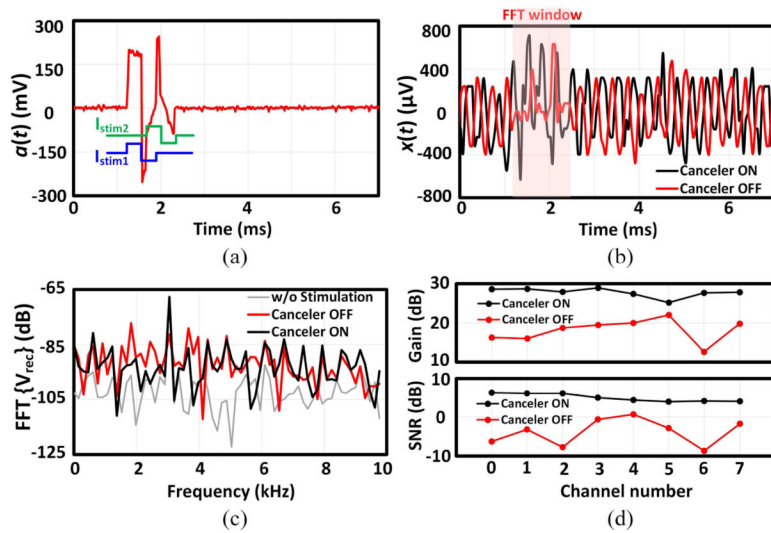 300
150
0
-150
-300
a(t) (mV)
I_stim2
I_stim1
0 2 4 6
Time (ms)
(a)
FFT window
800
400
0
-400
-800
x(t) (µV)
Canceler ON
Canceler OFF
0 2 4 6
Time (ms)
(b)
-65
-85
-105
-125
FFT {V_rec} (dB)
w/o Stimulation
Canceler OFF
Canceler ON
0 2 4 6 8 10
Frequency (kHz)
(c)
30
20
10
Gain (dB)
Canceler ON
Canceler OFF
10
0
-10
SNR (dB)
Canceler ON
Canceler OFF
0 1 2 3 4 5 6 7
Channel number
(d)